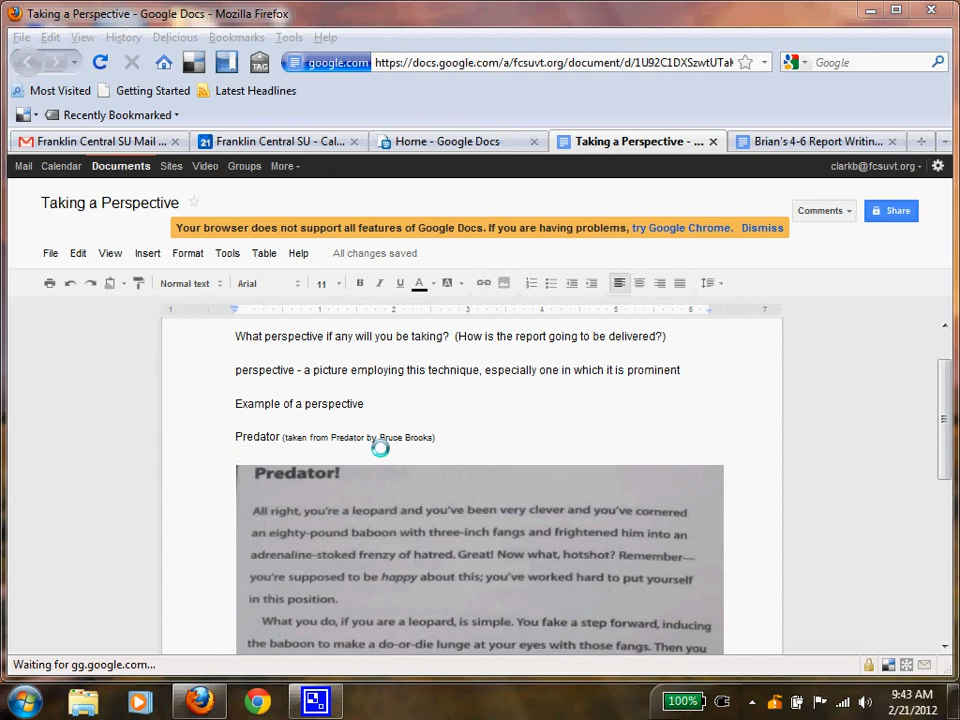 Taking a Perspective - Google Docs - Mozilla Firefox
File Edit View History Delicious Bookmarks Tools Help
TAG google.com https://docs.google.com/a/fcsuvt.org/document/d/1U92C1DXSzwtUTak Google
Most Visited Getting Started Latest Headlines
Recently Bookmarked
Franklin Central SU Mail ... 21 Franklin Central SU - Cal... Home - Google Docs Taking a Perspective - ... Brian's 4-6 Report Writin...
Mail Calendar Documents Sites Video Groups More clarkb@fcsuvt.org
Taking a Perspective Comments Share
Your browser does not support all features of Google Docs. If you are having problems, try Google Chrome. Dismiss
File Edit View Insert Format Tools Table Help All changes saved
Normal text Arial 11 B I U A A
1 1 2 3 4 5 6 7
What perspective if any will you be taking? (How is the report going to be delivered?)
perspective - a picture employing this technique, especially one in which it is prominent
Example of a perspective
Predator (taken from Predator by Bruce Brooks)
Predator!
All right, you're a leopard and you've been very clever and you've cornered
an eighty-pound baboon with three-inch fangs and frightened him into an
adrenaline-stoked frenzy of hatred. Great! Now what, hotshot? Remember—
you're supposed to be happy about this; you've worked hard to put yourself
in this position.
What you do, if you are a leopard, is simple. You fake a step forward, inducing
the baboon to make a do-or-die lunge at your eyes with those fangs. Then you
Waiting for gg.google.com...
100% 9:43 AM
2/21/2012